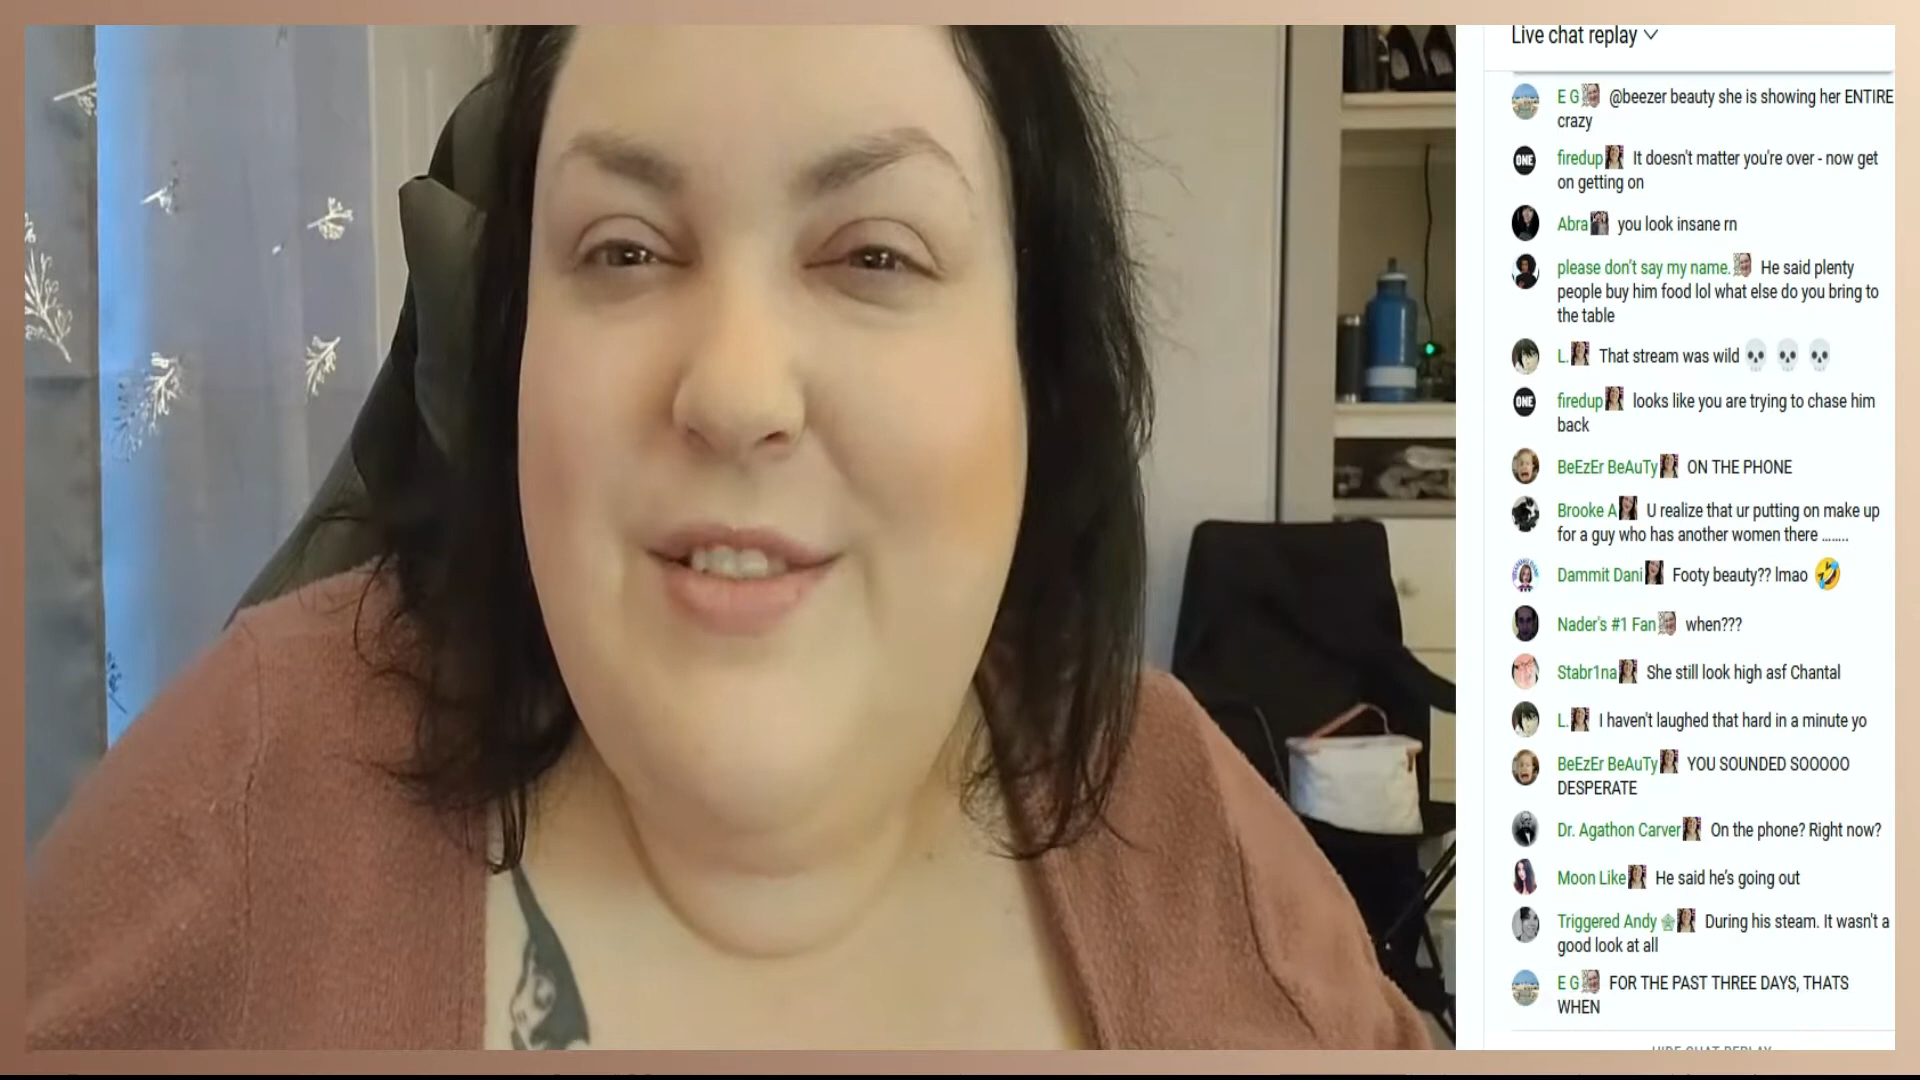 Live chat replay
E G @beezer beauty she is showing her ENTIRE
crazy
ONE
firedup It doesn't matter you're over - now get
on getting on
Abra you look insane rn
please don't say my name. He said plenty
people buy him food lol what else do you bring to
the table
L. That stream was wild 💀 💀 💀
ONE
firedup looks like you are trying to chase him
back
BeEzEr BeAuTy ON THE PHONE
Brooke A U realize that ur putting on make up
for a guy who has another women there ........
Dammit Dani Footy beauty?? lmao 🤣
Nader's #1 Fan when???
Stabr1na She still look high asf Chantal
L. I haven't laughed that hard in a minute yo
BeEzEr BeAuTy YOU SOUNDED SOOOOO
DESPERATE
Dr. Agathon Carver On the phone? Right now?
Moon Like He said he's going out
Triggered Andy During his steam. It wasn't a
good look at all
E G FOR THE PAST THREE DAYS, THATS
WHEN
HIDE CHAT REPLAY